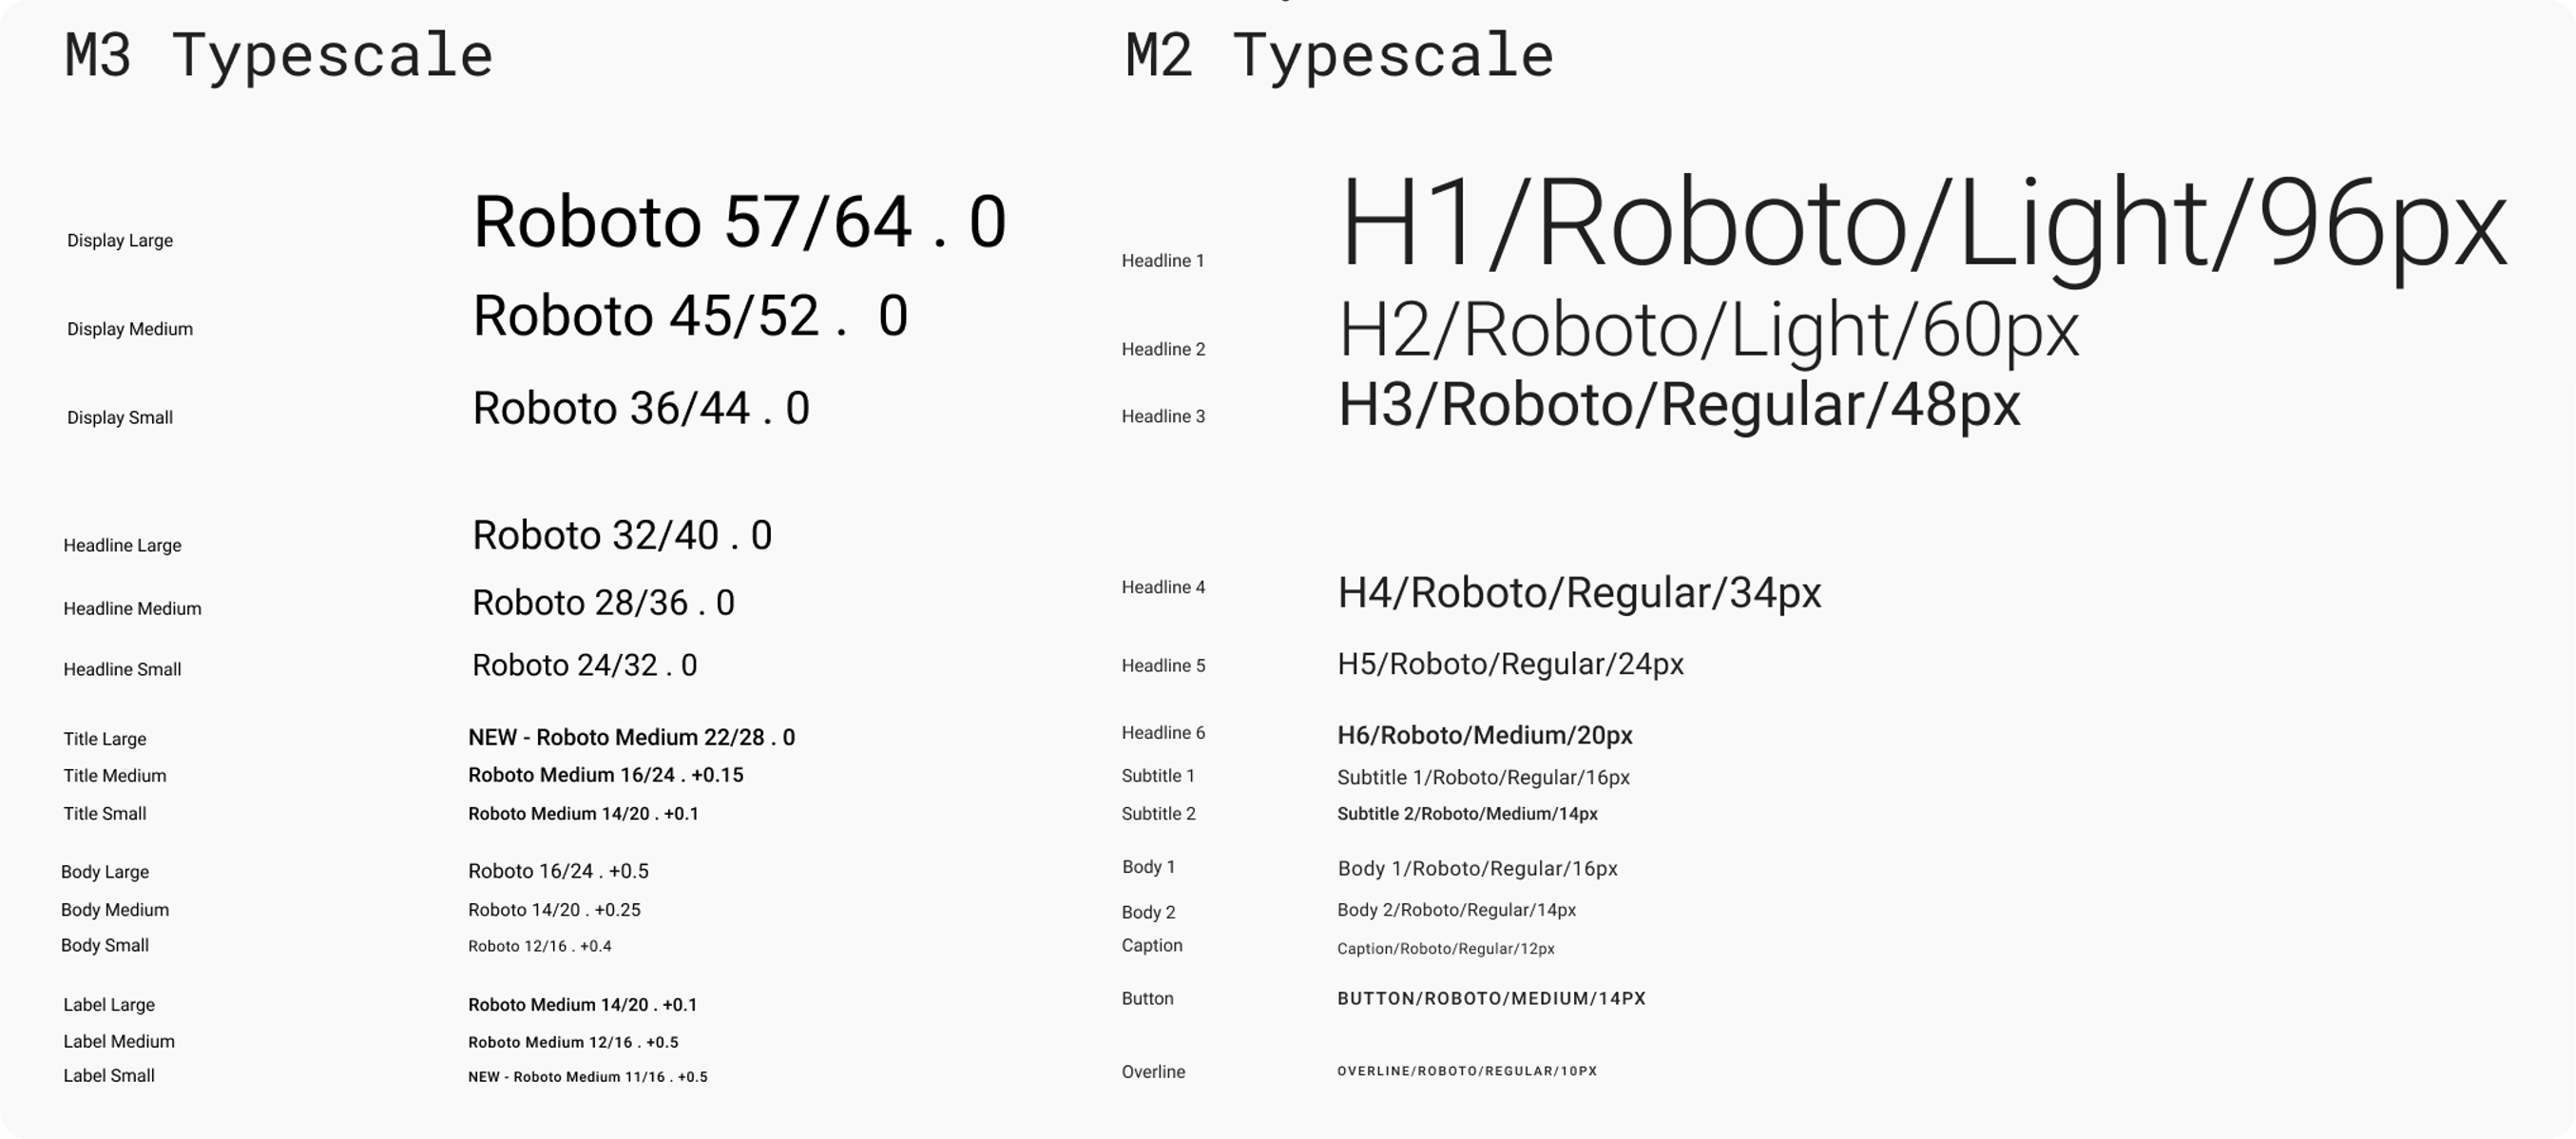 M3 Typescale
Display Large
Roboto 57/64 . 0
Display Medium
Roboto 45/52 .  0
Display Small
Roboto 36/44 . 0
Headline Large
Roboto 32/40 . 0
Headline Medium
Roboto 28/36 . 0
Headline Small
Roboto 24/32 . 0
Title Large
NEW - Roboto Medium 22/28 . 0
Title Medium
Roboto Medium 16/24 . +0.15
Title Small
Roboto Medium 14/20 . +0.1
Body Large
Roboto 16/24 . +0.5
Body Medium
Roboto 14/20 . +0.25
Body Small
Roboto 12/16 . +0.4
Label Large
Roboto Medium 14/20 . +0.1
Label Medium
Roboto Medium 12/16 . +0.5
Label Small
NEW - Roboto Medium 11/16 . +0.5
M2 Typescale
Headline 1
H1/Roboto/Light/96px
Headline 2
H2/Roboto/Light/60px
Headline 3
H3/Roboto/Regular/48px
Headline 4
H4/Roboto/Regular/34px
Headline 5
H5/Roboto/Regular/24px
Headline 6
H6/Roboto/Medium/20px
Subtitle 1
Subtitle 1/Roboto/Regular/16px
Subtitle 2
Subtitle 2/Roboto/Medium/14px
Body 1
Body 1/Roboto/Regular/16px
Body 2
Body 2/Roboto/Regular/14px
Caption
Caption/Roboto/Regular/12px
Button
BUTTON/ROBOTO/MEDIUM/14PX
Overline
OVERLINE/ROBOTO/REGULAR/10PX